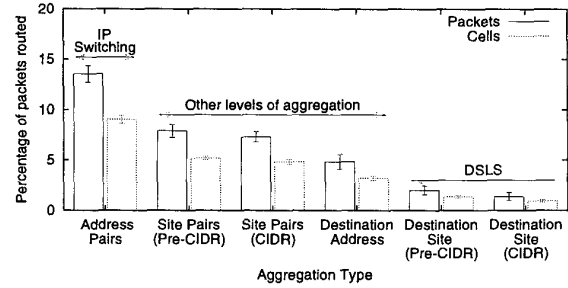 Percentage of packets routed
20
15
10
5
0
IP
Switching
Packets
Cells
Other levels of aggregation
DSLS
Address
Pairs
Site Pairs
(Pre-CIDR)
Site Pairs
(CIDR)
Destination
Address
Destination
Site
(Pre-CIDR)
Destination
Site
(CIDR)
Aggregation Type